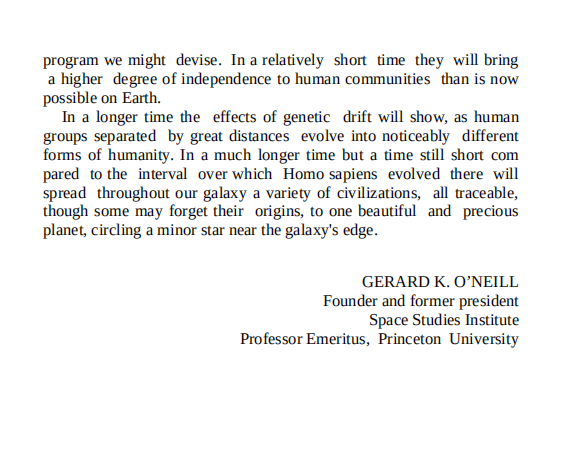 program we might devise. In a relatively short time they will bring
a higher degree of independence to human communities than is now
possible on Earth.
In a longer time the effects of genetic drift will show, as human
groups separated by great distances evolve into noticeably different
forms of humanity. In a much longer time but a time still short com
pared to the interval over which Homo sapiens evolved there will
spread throughout our galaxy a variety of civilizations, all traceable,
though some may forget their origins, to one beautiful and precious
planet, circling a minor star near the galaxy's edge.
GERARD K. O’NEILL
Founder and former president
Space Studies Institute
Professor Emeritus, Princeton University